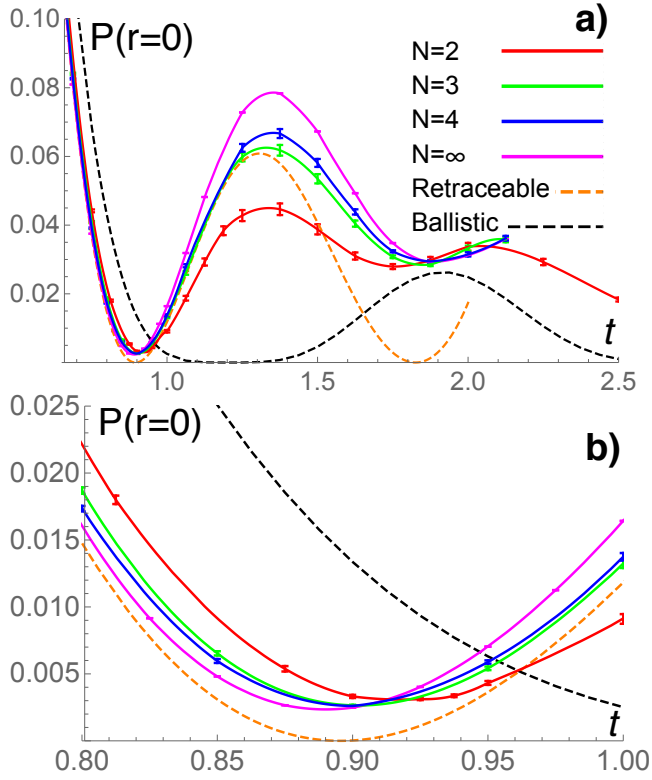 0.10
P(r=0)
a)
N=2
0.08
N=3
N=4
0.06
N=∞
Retraceable
0.04
Ballistic
0.02
t
1.0 1.5 2.0 2.5
0.025
P(r=0)
b)
0.020
0.015
0.010
0.005
t
0.80 0.85 0.90 0.95 1.00